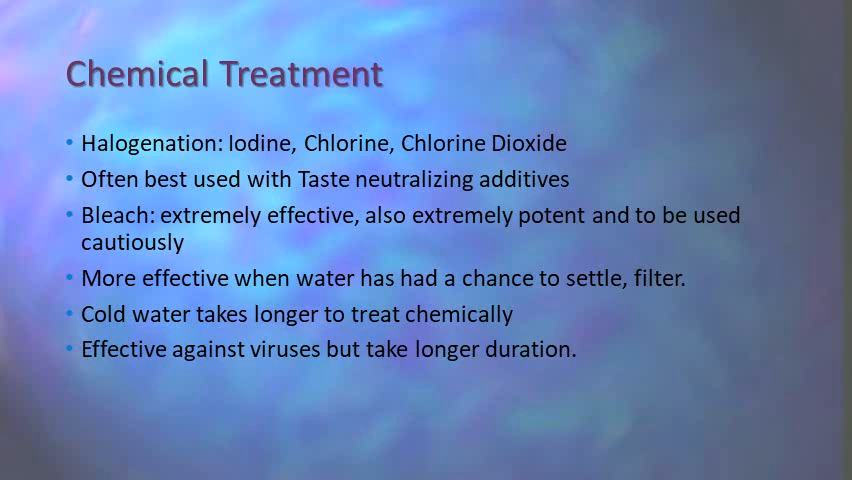 Chemical Treatment
• Halogenation: Iodine, Chlorine, Chlorine Dioxide
• Often best used with Taste neutralizing additives
• Bleach: extremely effective, also extremely potent and to be used
cautiously
• More effective when water has had a chance to settle, filter.
• Cold water takes longer to treat chemically
• Effective against viruses but take longer duration.